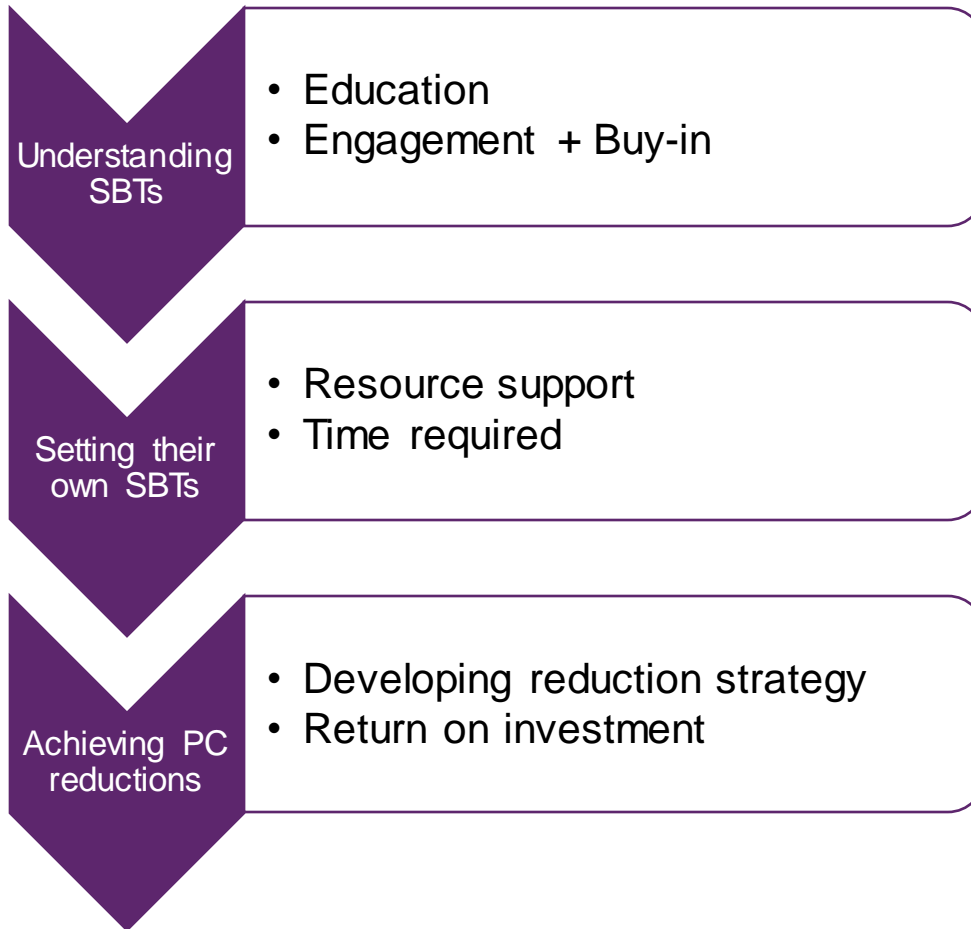 Understanding
SBTs
• Education
• Engagement + Buy-in
Setting their
own SBTs
• Resource support
• Time required
Achieving PC
reductions
• Developing reduction strategy
• Return on investment